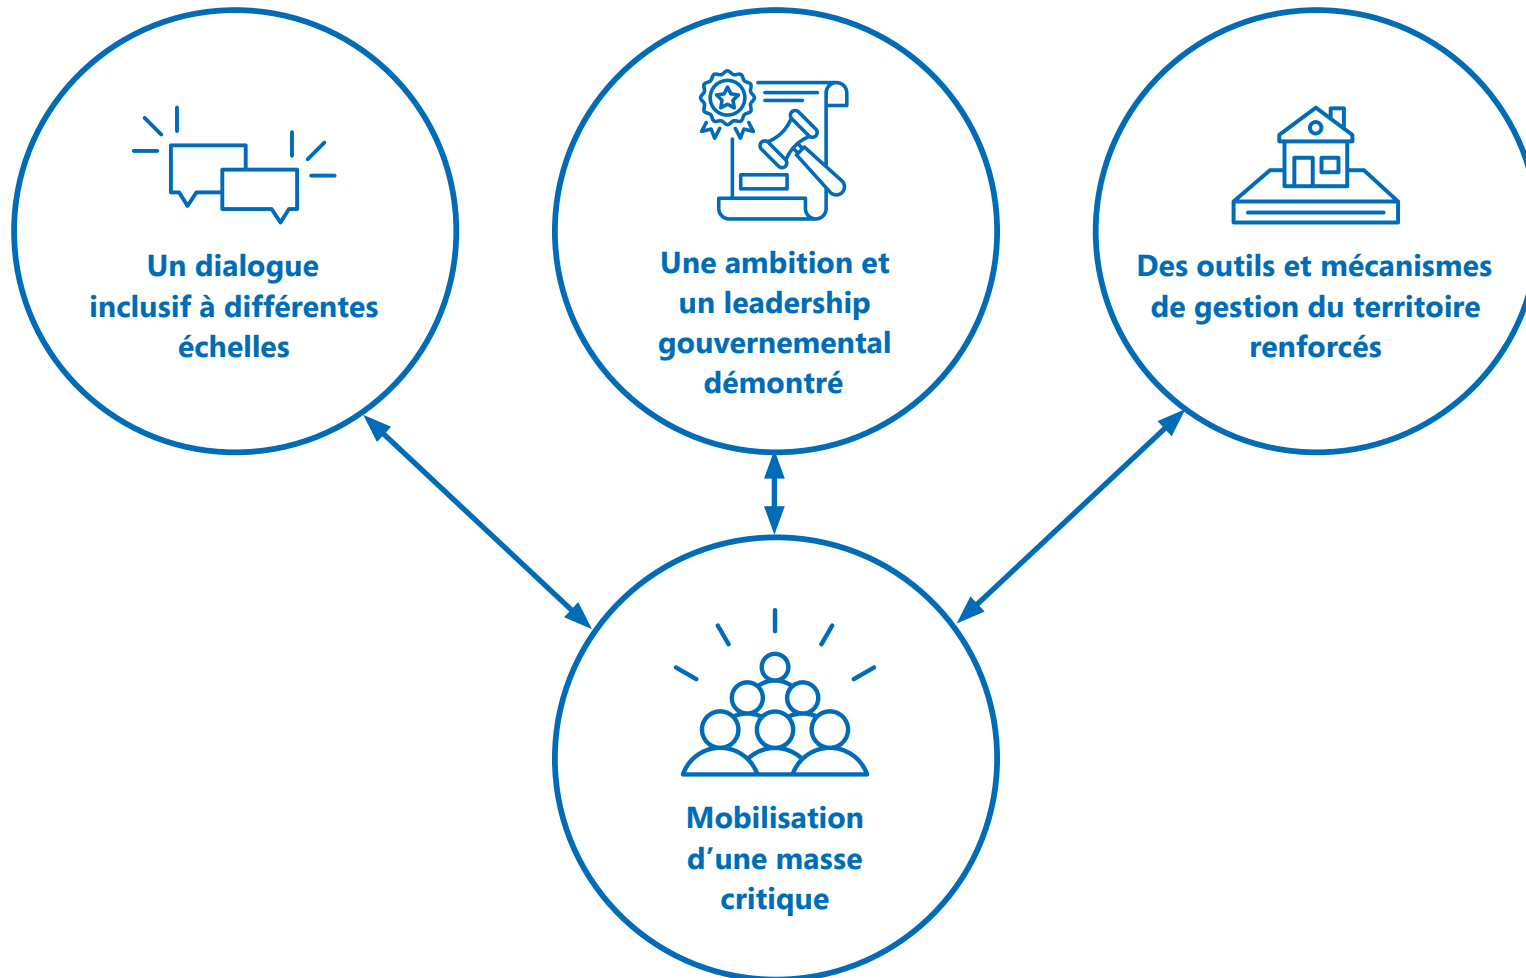 Un dialogue
inclusif à différentes
échelles
Une ambition et
un leadership
gouvernemental
démontré
Des outils et mécanismes
de gestion du territoire
renforcés
Mobilisation
d’une masse
critique